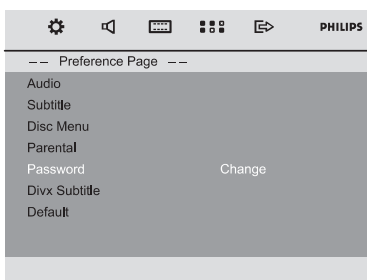 PHILIPS
-- Preference Page --
Audio
Subtitle
Disc Menu
Parental
Password Change
Divx Subtitle
Default